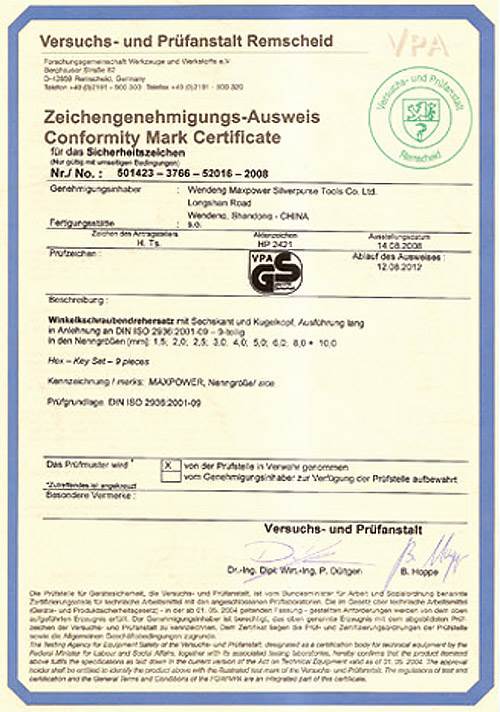 Versuchs- und Prüfanstalt Remscheid
VPA
Forschungsgemeinschaft Werkzeuge und Werkstoffe e.V
Berghauser Straße 62
Remscheid, Germany
Versuchs- und Prüfanstalt
Remscheid
Zeichengenehmigungs-Ausweis
Conformity Mark Certificate
für das Sicherheitszeichen
(Nur gültig mit umseitigen Bedingungen)
Nr./ No. : 501423-3766-52016-2008
Genehmigungsinhaber : Wendeng Maxpower Silverpurse Tools Co. Ltd.
Longshan Road
Wendeng, Shandong - CHINA
Fertigungsstätte : s.o.
Zeichen des Antragstellers Aktenzeichen Ausstellungsdatum
H. Ts. HP 2421 14.08.2008
Prüfzeichen : Ablauf des Ausweises :
12.08.2012
VPA
GS
Beschreibung :
Winkelschraubendrehersatz mit Sechskant und Kugelkopf, Ausführung lang
in Anlehnung an DIN ISO 2936:2001-09 - 9-teilig
in den Nenngrößen [mm]: 1,5; 2,0; 2,5; 3,0; 4,0; 5,0; 6,0; 8,0 + 10,0
Hex - Key Set - 9 pieces
Kennzeichnung / marks: MAXPOWER, Nenngröße/ size
Prüfgrundlage: DIN ISO 2936:2001-09
Das Prüfmuster wird * X von der Prüfstelle in Verwahr genommen
vom Genehmigungsinhaber zur Verfügung der Prüfstelle aufbewahrt
*Zutreffendes ist angekreuzt
Besondere Vermerke :
Versuchs- und Prüfanstalt
Dr.-Ing. Dipl. Wirt.-Ing. P. Dültgen B. Hoppe
Die Prüfstelle für Gerätesicherheit, die Versuchs- und Prüfanstalt, ist vom Bundesminister für Arbeit und Sozialordnung benannte
Zertifizierungsstelle für technische Arbeitsmittel mit den angeschlossenen Prüflaboratorien. Die im Gesetz über technische Arbeitsmittel
(Geräte- und Produktsicherheitsgesetz) - in der ab 01. 05. 2004 geltenden Fassung - gestellten Anforderungen werden von dem oben
aufgeführten Erzeugnis erfüllt. Der Genehmigungsinhaber ist berechtigt, das oben genannte Erzeugnis mit dem abgebildeten Prüf-
zeichen der Versuchs- und Prüfanstalt zu kennzeichnen. Dem Zertifikat liegen die Prüf- und Zertifizierungsordnungen der Prüfstelle
sowie die Allgemeinen Geschäftsbedingungen zugrunde.
The Testing Agency for Equipment Safety of the Versuchs- und Prüfanstalt, designated as a certification body for technical equipment by the
Federal Minister for Labour and Social Affairs, together with its associated testing laboratories, hereby confirms that the product itemized
above fulfils the specifications as laid down in the current version of the Act on Technical Equipment valid as of 01. 05. 2004. The approval
holder shall be entitled to identify the product above with the illustrated test mark of the Versuchs- und Prüfanstalt. The regulations of test and
certification and the General Terms and Conditions of the FGW/VPA are an integrated part of this certificate.